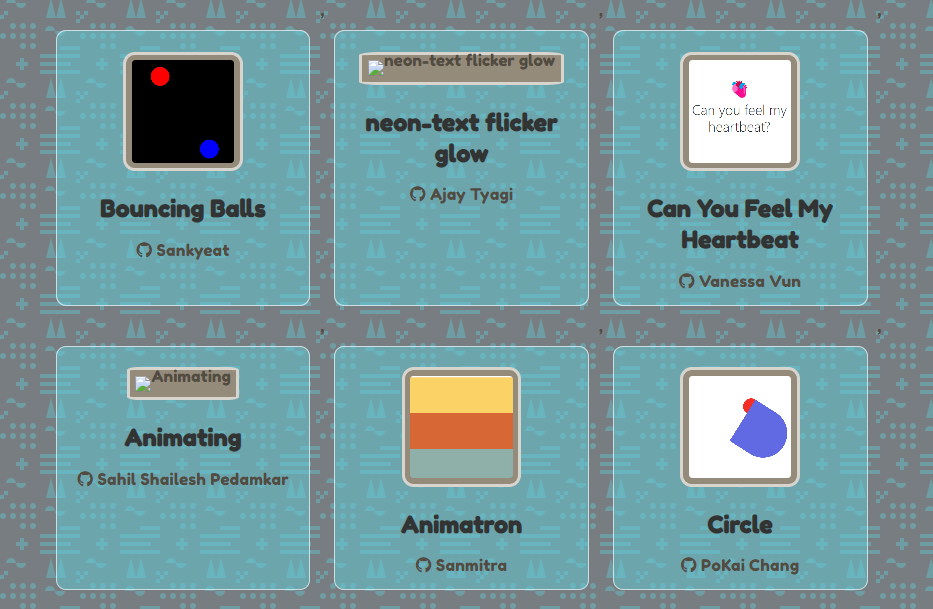 neon-text flicker glow
Can you feel my
heartbeat?
Bouncing Balls
Sankyeat
neon-text flicker
glow
Ajay Tyagi
Can You Feel My
Heartbeat
Vanessa Vun
Animating
Animating
Sahil Shailesh Pedamkar
Animatron
Sanmitra
Circle
PoKai Chang